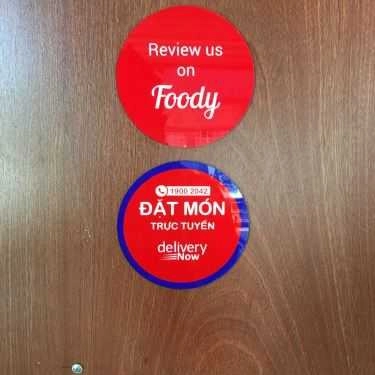 Review us
on
Foody
1900 2042
ĐẶT MÓN
TRỰC TUYẾN
delivery
Now